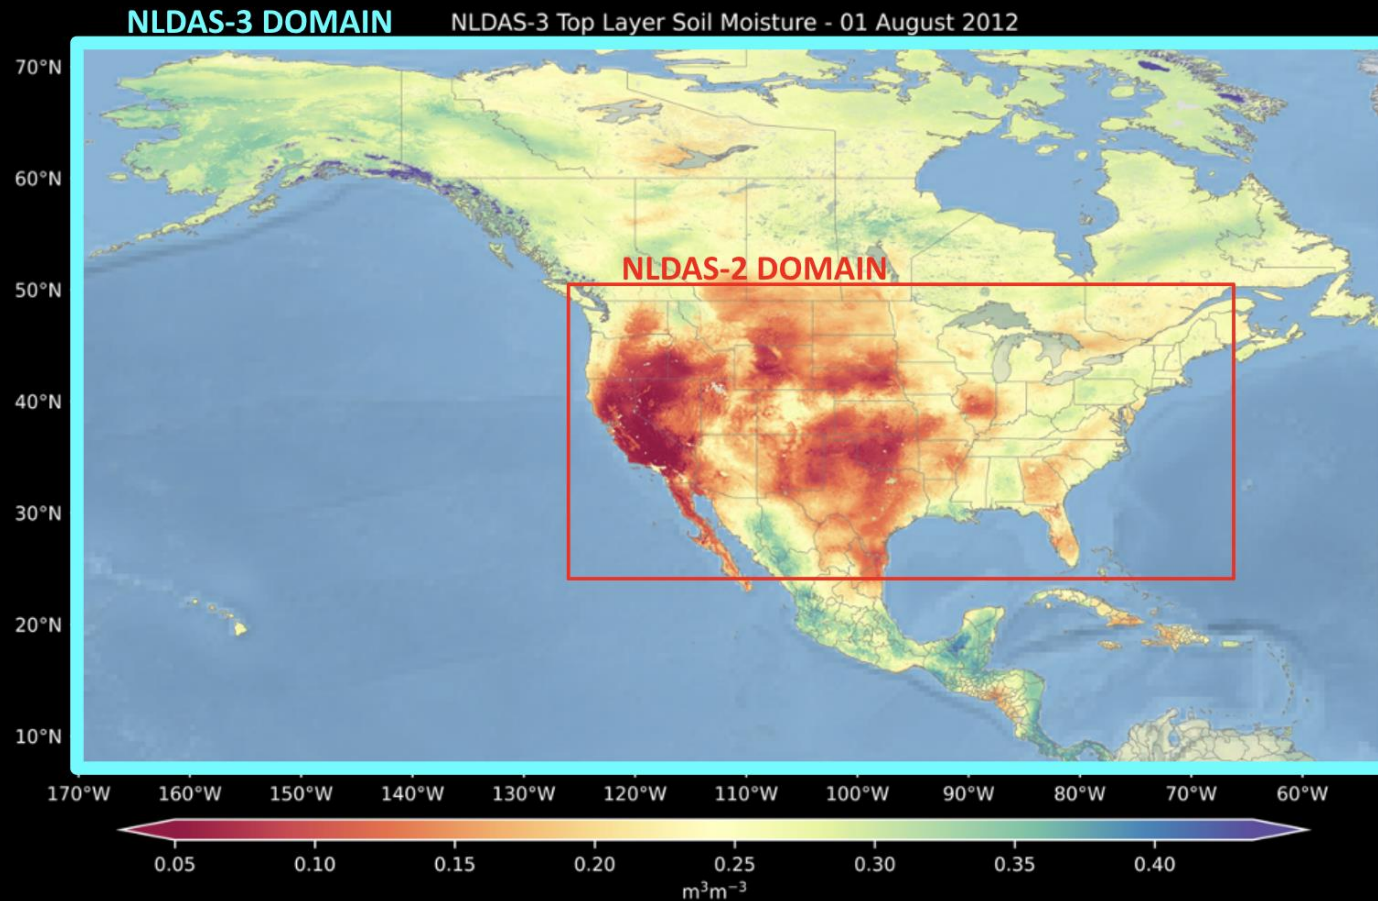 NLDAS-3 DOMAIN
NLDAS-3 Top Layer Soil Moisture - 01 August 2012
70°N
60°N
NLDAS-2 DOMAIN
50°N
40°N
30°N
20°N
10°N
170°W 160°W 150°W 140°W 130°W 120°W 110°W 100°W 90°W 80°W 70°W 60°W
0.05 0.10 0.15 0.20 0.25 0.30 0.35 0.40
m³m⁻³